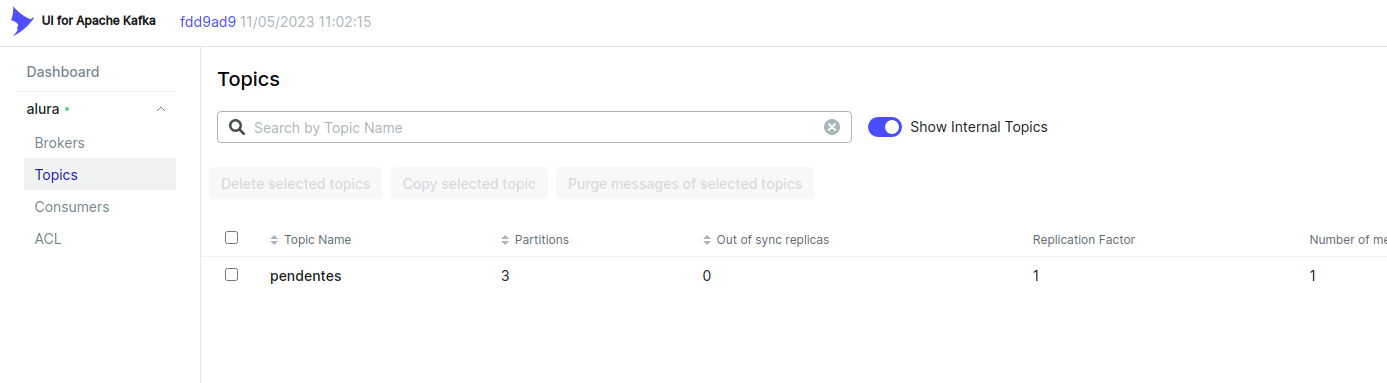 UI for Apache Kafka fdd9ad9 11/05/2023 11:02:15
Dashboard
alura
Brokers
Topics
Consumers
ACL
Topics
Search by Topic Name
Show Internal Topics
Delete selected topics Copy selected topic Purge messages of selected topics
Topic Name Partitions Out of sync replicas Replication Factor Number of me
pendentes 3 0 1 1